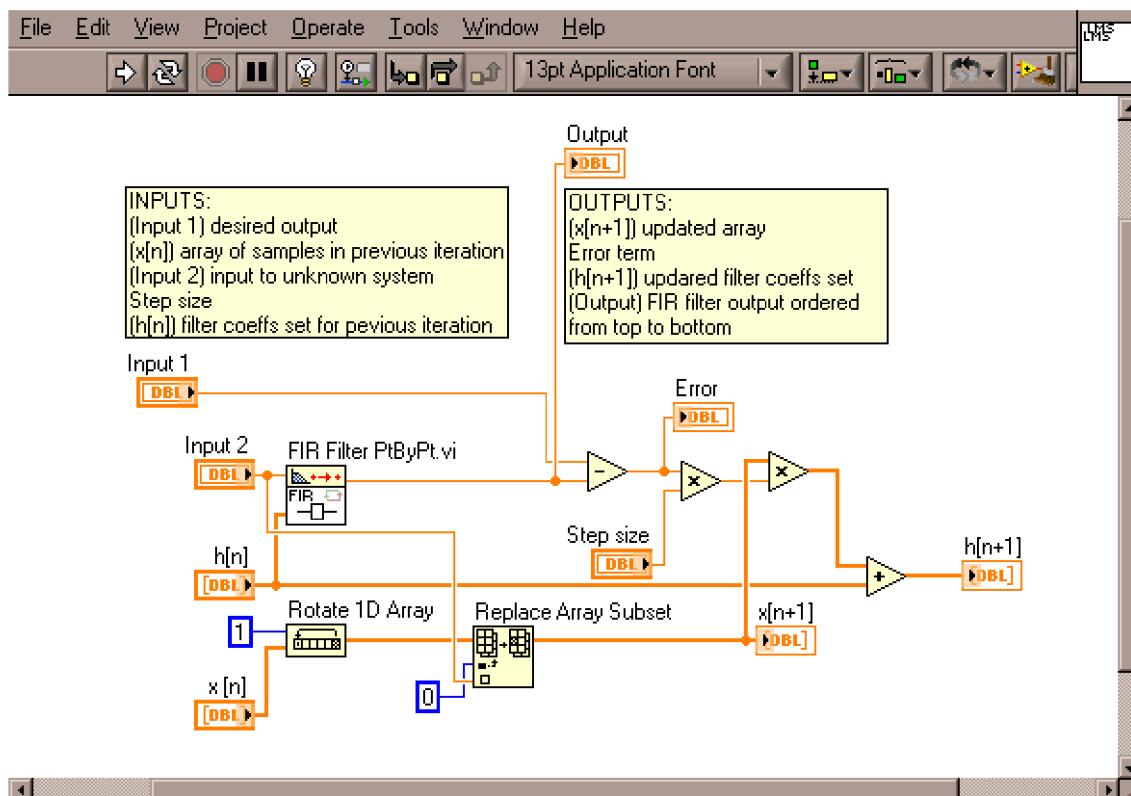 File Edit View Project Operate Tools Window Help
LMS
LMS
13pt Application Font
Output
DBL
INPUTS:
(Input 1) desired output
(x[n]) array of samples in previous iteration
(Input 2) input to unknown system
Step size
(h[n]) filter coeffs set for pevious iteration
OUTPUTS:
(x[n+1]) updated array
Error term
(h[n+1]) updared filter coeffs set
(Output) FIR filter output ordered
from top to bottom
Input 1
DBL
Error
DBL
Input 2
DBL
FIR Filter PtByPt.vi
FIR
-
x
x
Step size
DBL
h[n]
[DBL]
+
h[n+1]
[DBL]
Rotate 1D Array
1
Replace Array Subset
x[n+1]
[DBL]
x [n]
[DBL]
0